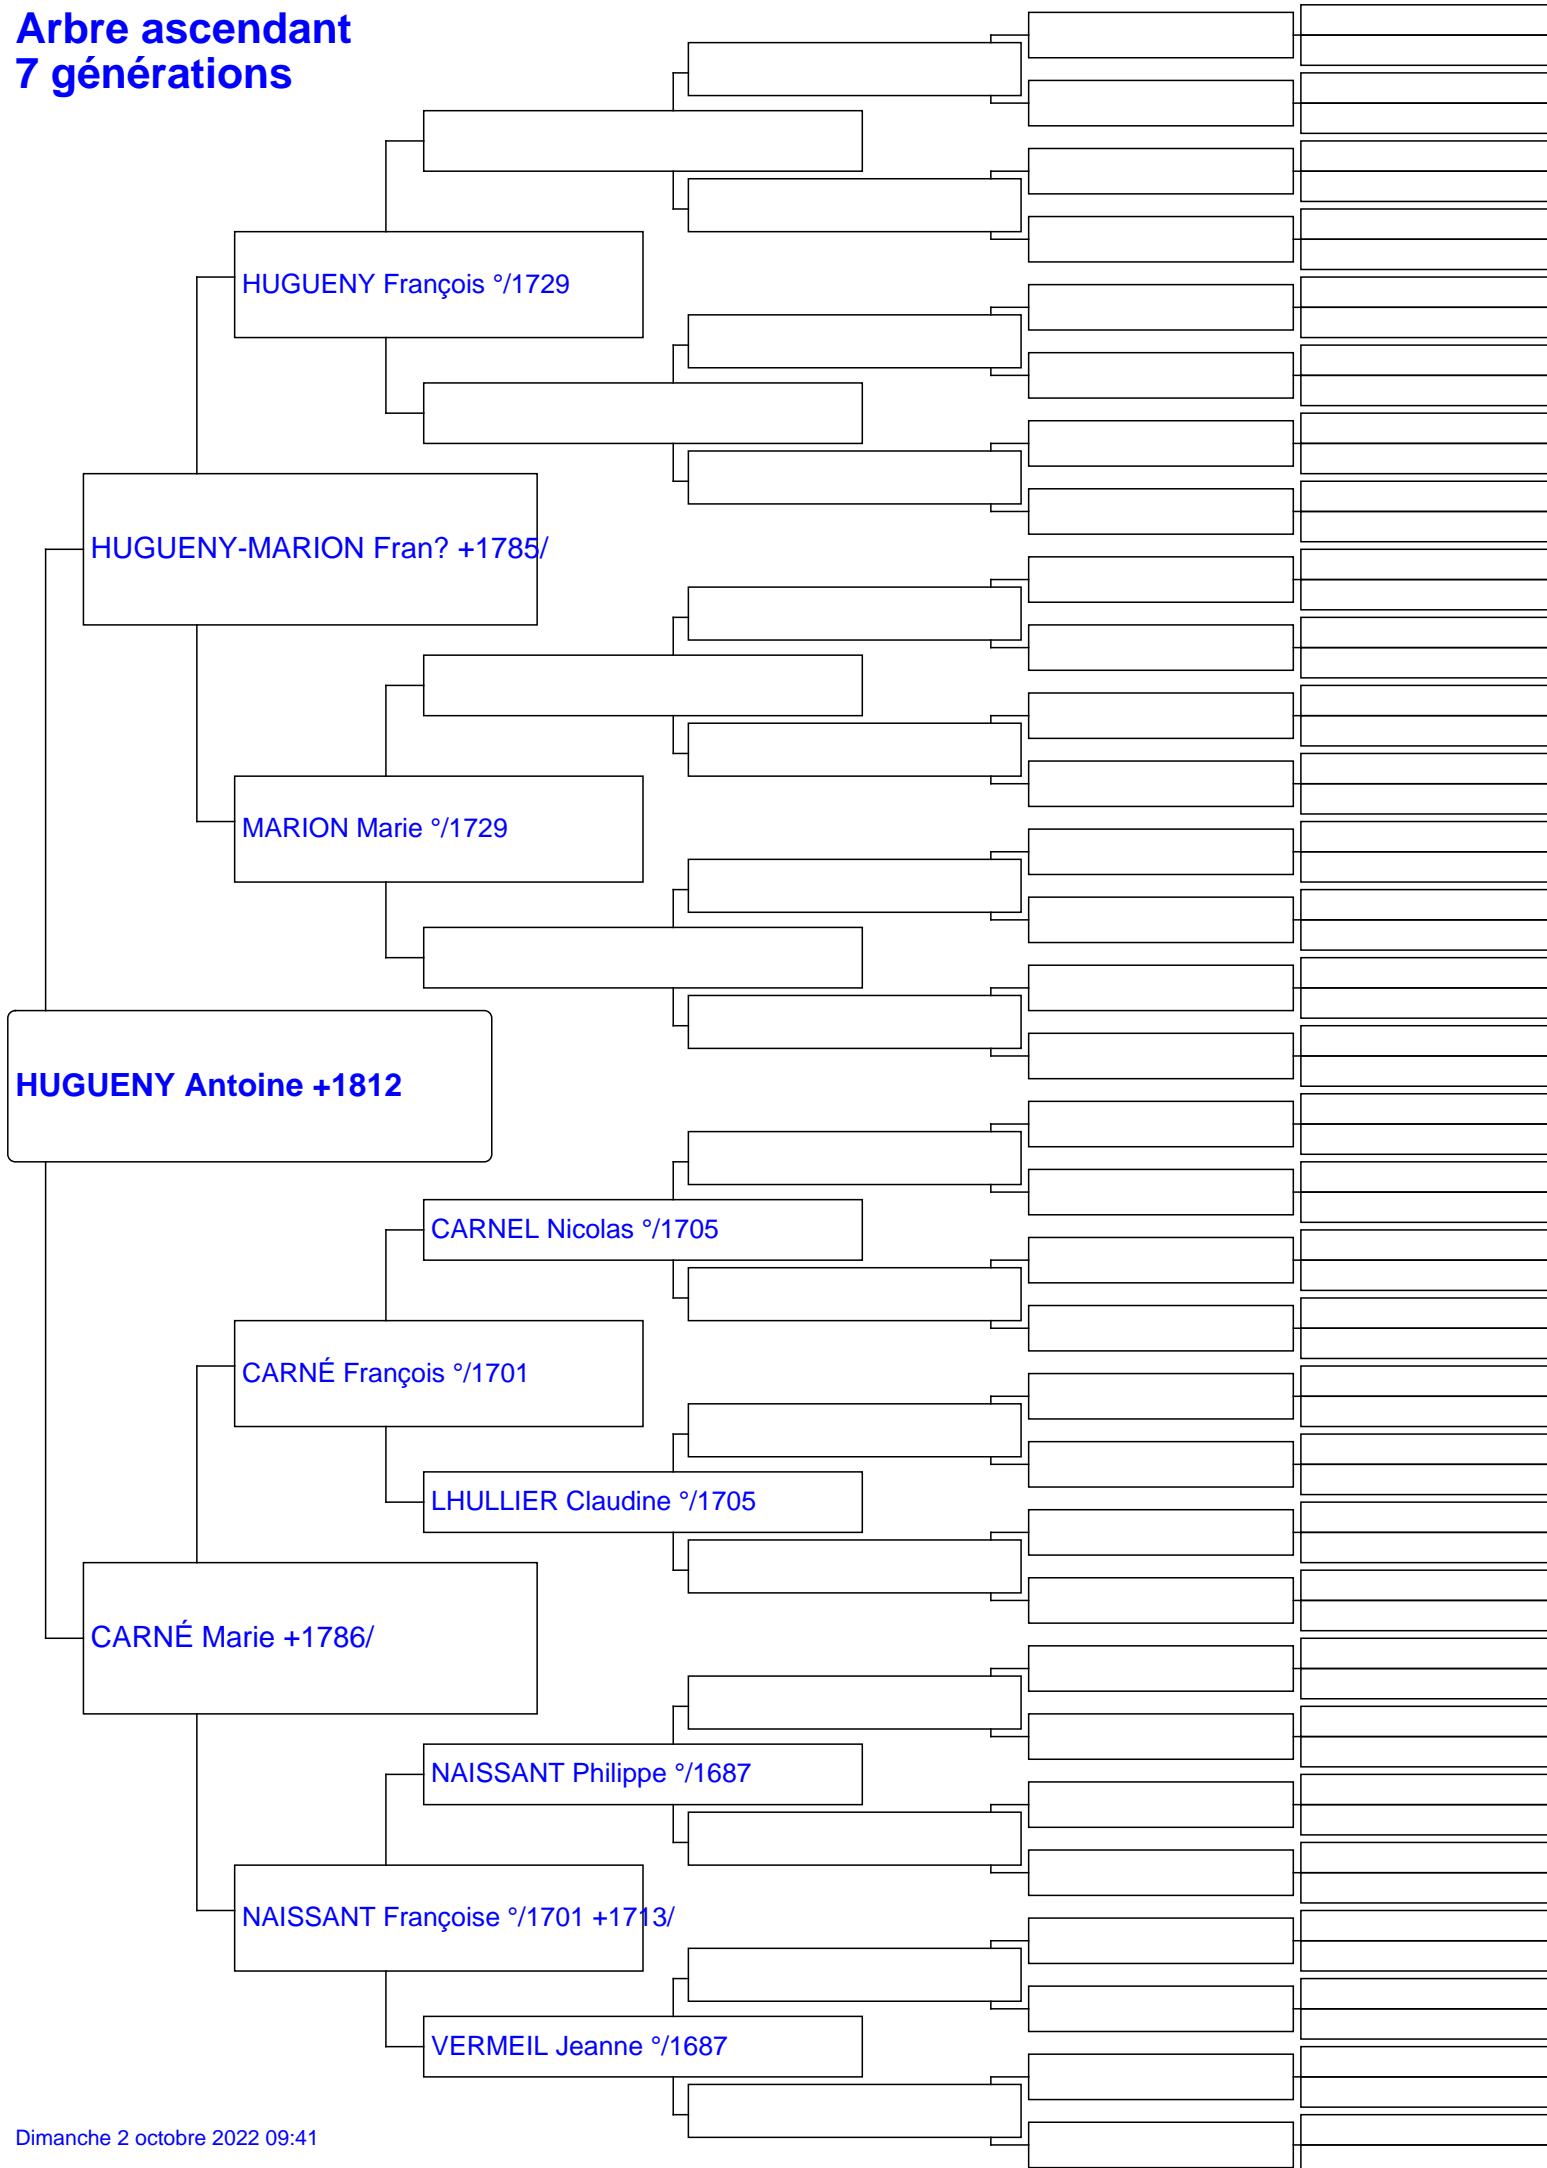 Arbre ascendant
7 générations
HUGUENY François °/1729
HUGUENY-MARION Fran? +1785/
MARION Marie °/1729
HUGUENY Antoine +1812
CARNEL Nicolas °/1705
CARNÉ François °/1701
LHULLIER Claudine °/1705
CARNÉ Marie +1786/
NAISSANT Philippe °/1687
NAISSANT Françoise °/1701 +1713/
VERMEIL Jeanne °/1687
Dimanche 2 octobre 2022 09:41